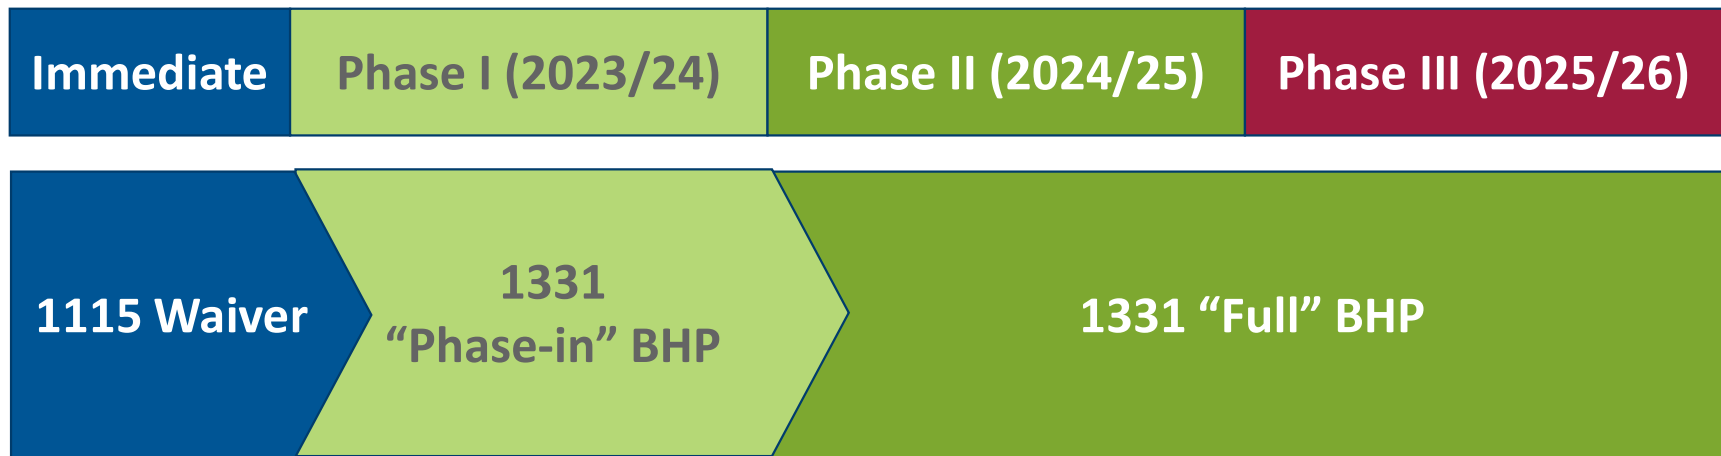 Immediate
Phase I (2023/24)
Phase II (2024/25)
Phase III (2025/26)
1115 Waiver
1331
“Phase-in” BHP
1331 “Full” BHP